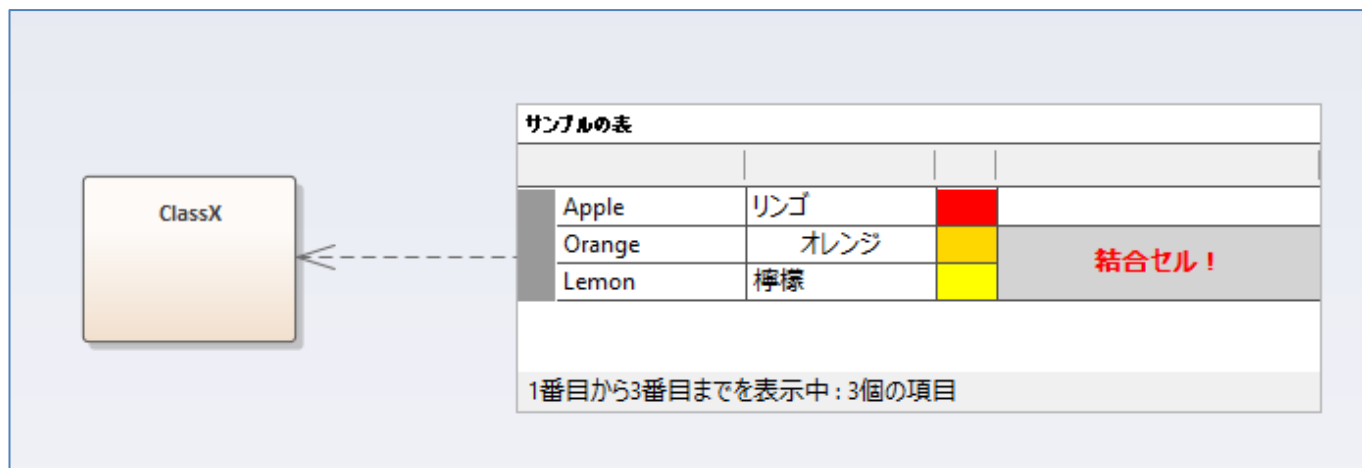 サンプルの表
ClassX
Apple リンゴ
Orange オレンジ
結合セル！
Lemon 檸檬
1番目から3番目までを表示中 : 3個の項目